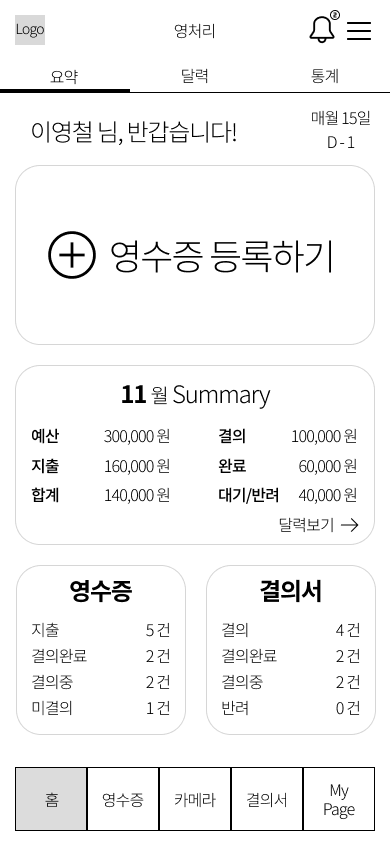 Logo
영처리
요약
달력
통계
이영철 님, 반갑습니다!
매월 15일
D - 1
영수증 등록하기
11 월 Summary
예산 300,000 원 결의 100,000 원
지출 160,000 원 완료 60,000 원
합계 140,000 원 대기/반려 40,000 원
달력보기
영수증
지출 5 건
결의완료 2 건
결의중 2 건
미결의 1 건
결의서
결의 4 건
결의완료 2 건
결의중 2 건
반려 0 건
홈
영수증
카메라
결의서
My
Page